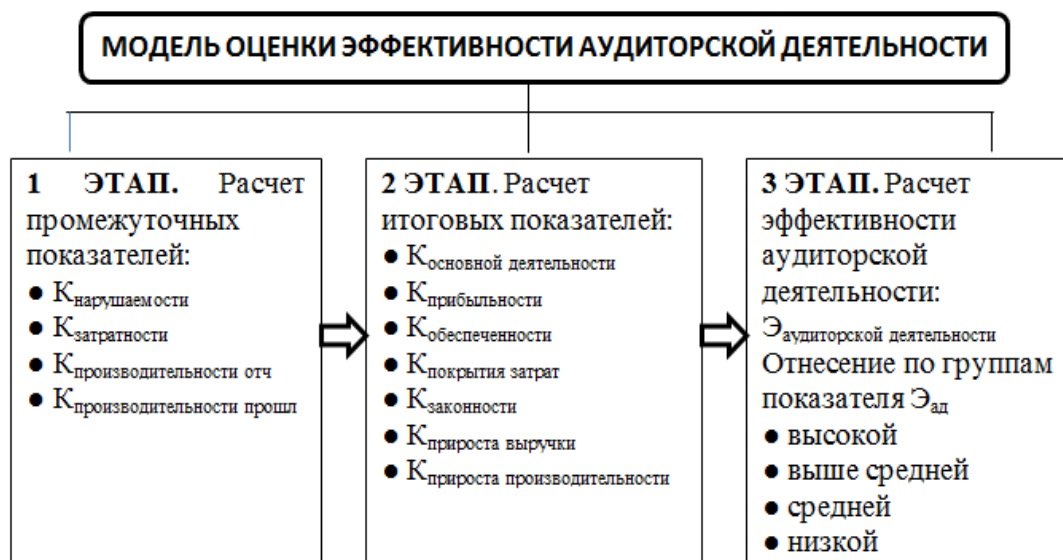 МОДЕЛЬ ОЦЕНКИ ЭФФЕКТИВНОСТИ АУДИТОРСКОЙ ДЕЯТЕЛЬНОСТИ
1 ЭТАП. Расчет
промежуточных
показателей:
● Кнарушаемости
● Кзатратности
● Кпроизводительности отч
● Кпроизводительности прошл
2 ЭТАП. Расчет
итоговых показателей:
● Косновной деятельности
● Кприбыльности
● Кобеспеченности
● Кпокрытия затрат
● Кзаконности
● Кприроста выручки
● Кприроста производительности
3 ЭТАП. Расчет
эффективности
аудиторской
деятельности:
Эаудиторской деятельности
Отнесение по группам
показателя Эад
● высокой
● выше средней
● средней
● низкой